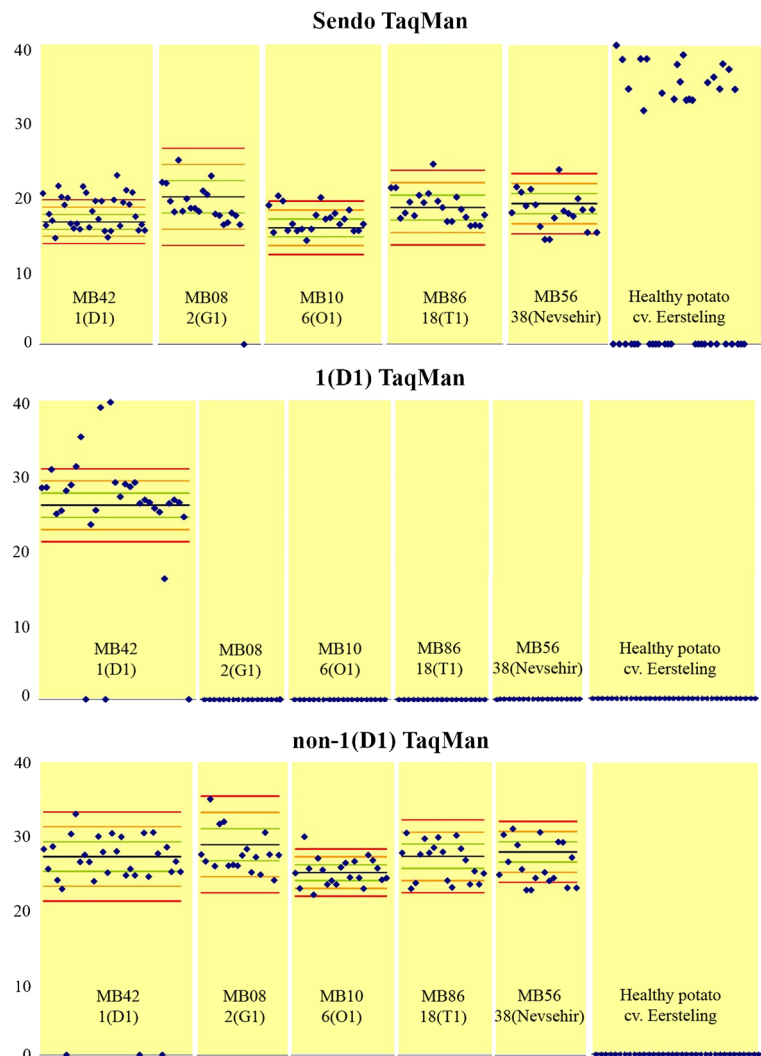 Sendo TaqMan
40
30
20
10
0
MB42
1(D1)
MB08
2(G1)
MB10
6(O1)
MB86
18(T1)
MB56
38(Nevsehir)
Healthy potato
cv. Eersteling
1(D1) TaqMan
40
30
20
10
0
MB42
1(D1)
MB08
2(G1)
MB10
6(O1)
MB86
18(T1)
MB56
38(Nevsehir)
Healthy potato
cv. Eersteling
non-1(D1) TaqMan
40
30
20
10
0
MB42
1(D1)
MB08
2(G1)
MB10
6(O1)
MB86
18(T1)
MB56
38(Nevsehir)
Healthy potato
cv. Eersteling